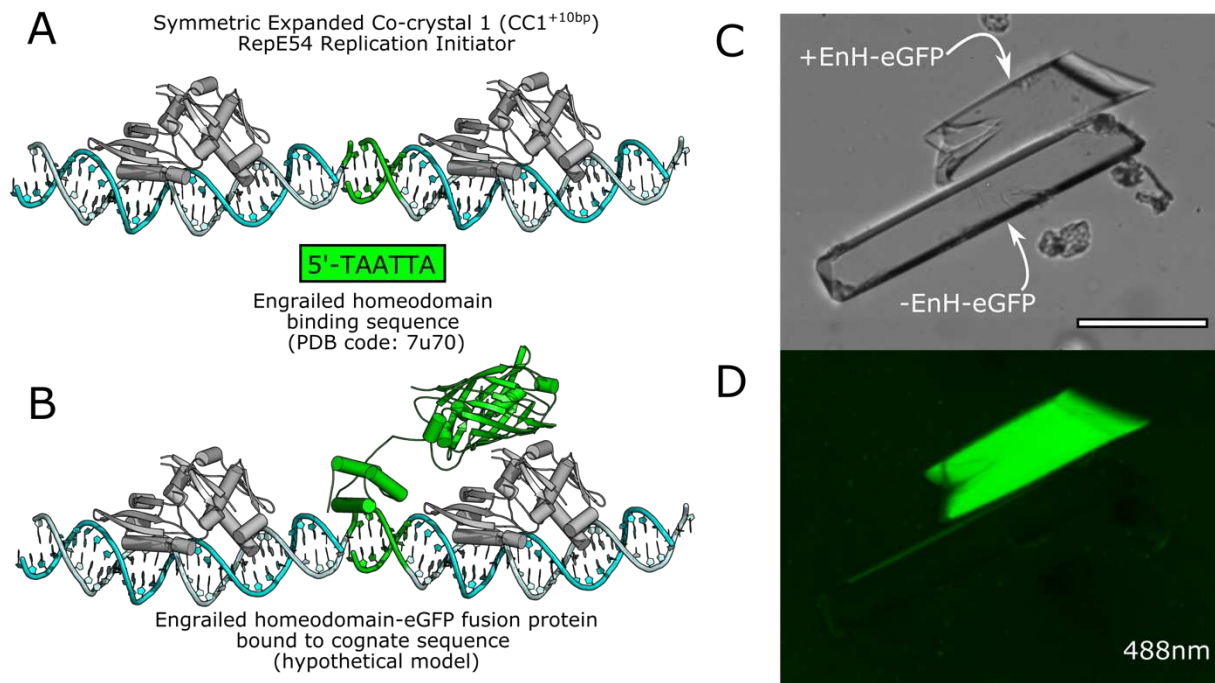 A
Symmetric Expanded Co-crystal 1 (CC1+10bp)
RepE54 Replication Initiator
5'-TAATTA
Engrailed homeodomain
binding sequence
(PDB code: 7u70)
B
Engrailed homeodomain-eGFP fusion protein
bound to cognate sequence
(hypothetical model)
C
+EnH-eGFP
-EnH-eGFP
D
488nm